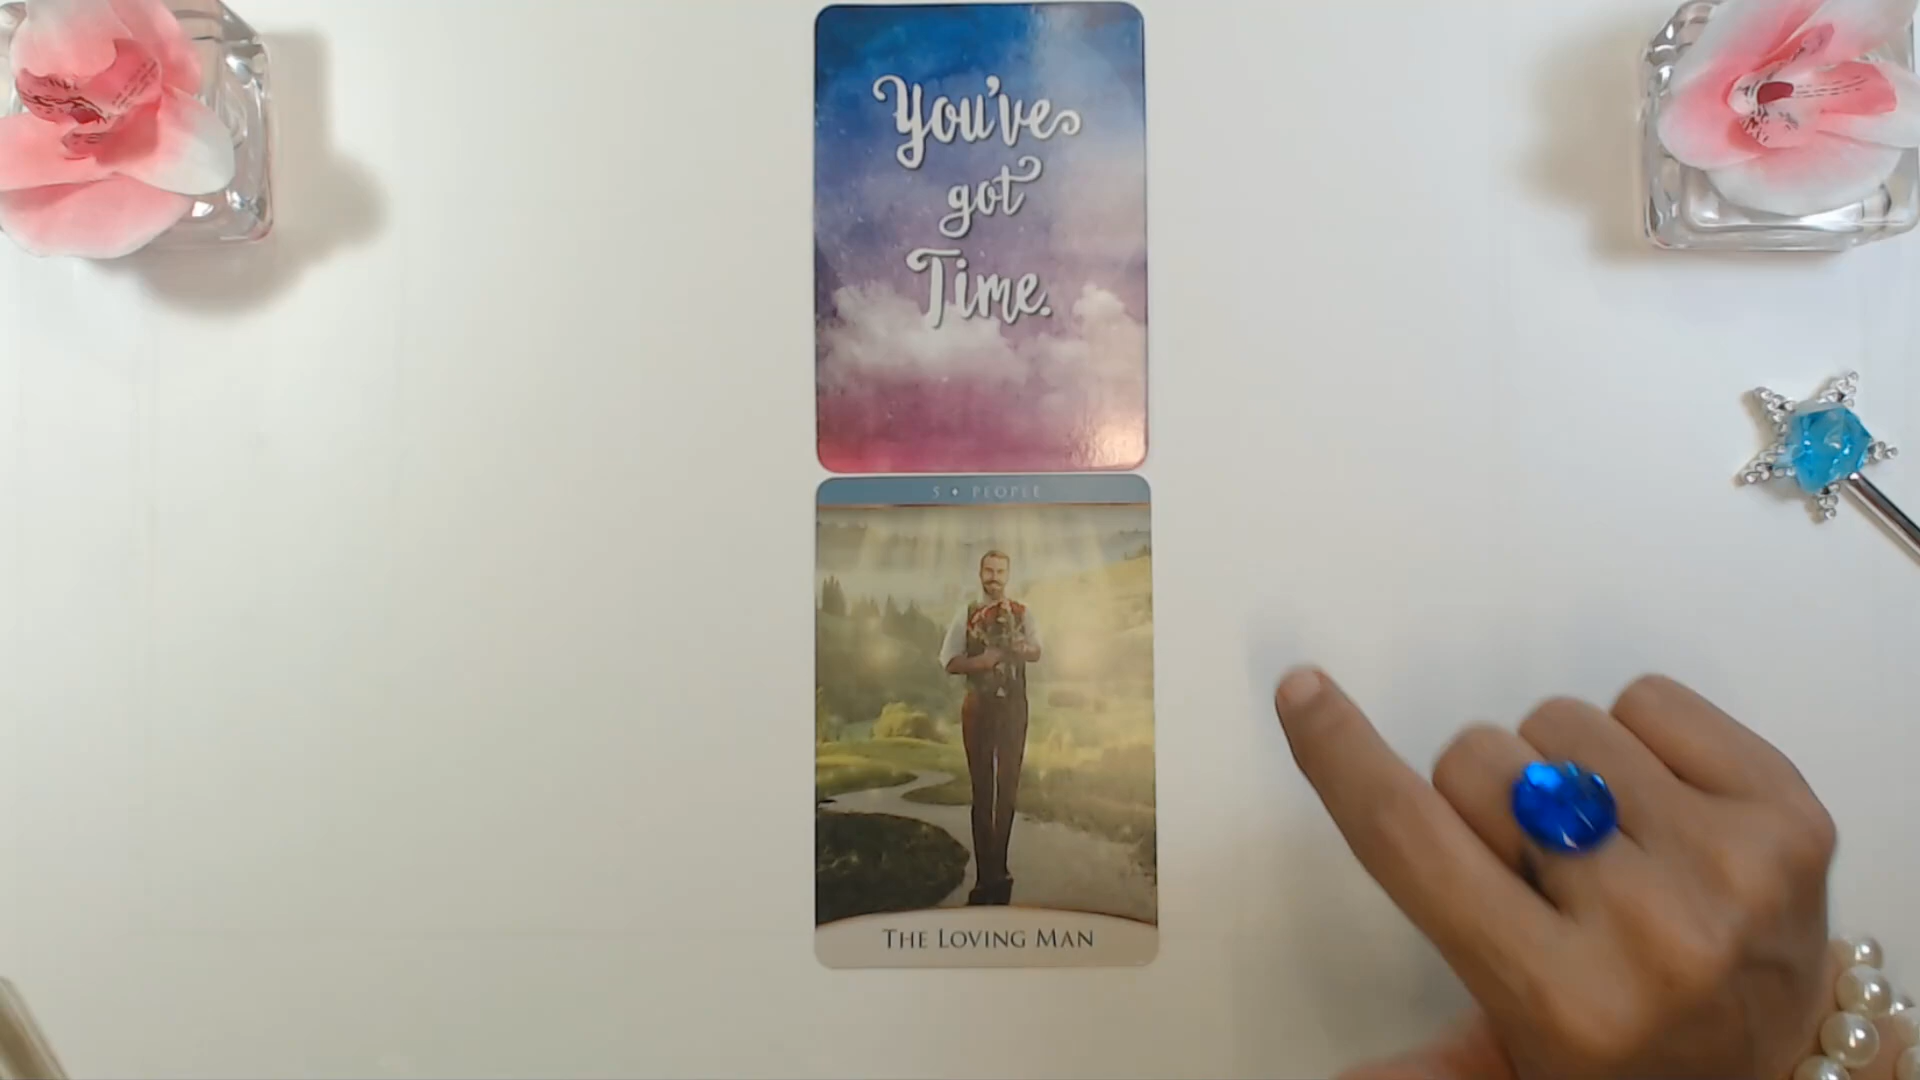 You've
got
Time.
5 • PEOPLE
THE LOVING MAN